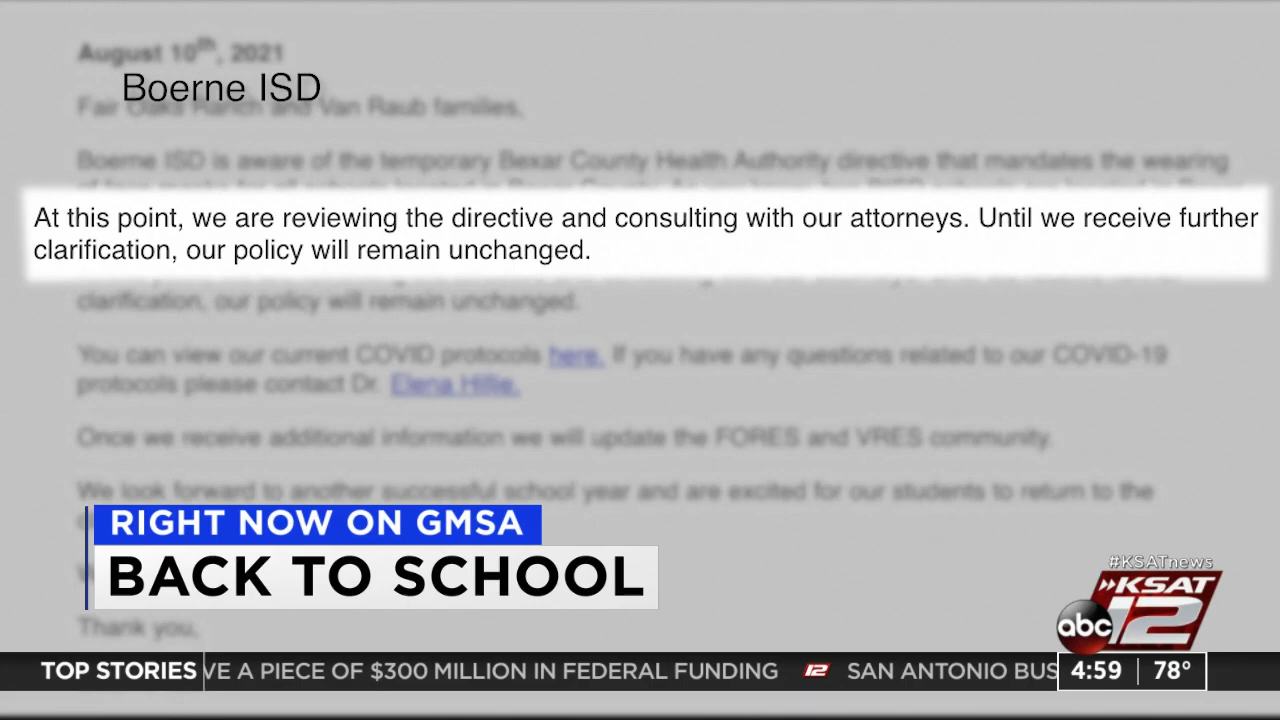 August 10th, 2021
Boerne ISD
Fair Oaks Ranch and Van Raub families,
Boerne ISD is aware of the temporary Bexar County Health Authority directive that mandates the wearing
At this point, we are reviewing the directive and consulting with our attorneys. Until we receive further
clarification, our policy will remain unchanged.
clarification, our policy will remain unchanged.
You can view our current COVID protocols here. If you have any questions related to our COVID-19
protocols please contact Dr. Elena Hillie.
Once we receive additional information we will update the FORES and VRES community.
We look forward to another successful school year and are excited for our students to return to the
RIGHT NOW ON GMSA
BACK TO SCHOOL
Thank you,
#KSATnews
KSAT
abc 12
TOP STORIES VE A PIECE OF $300 MILLION IN FEDERAL FUNDING 12 SAN ANTONIO BUS 4:59 78°